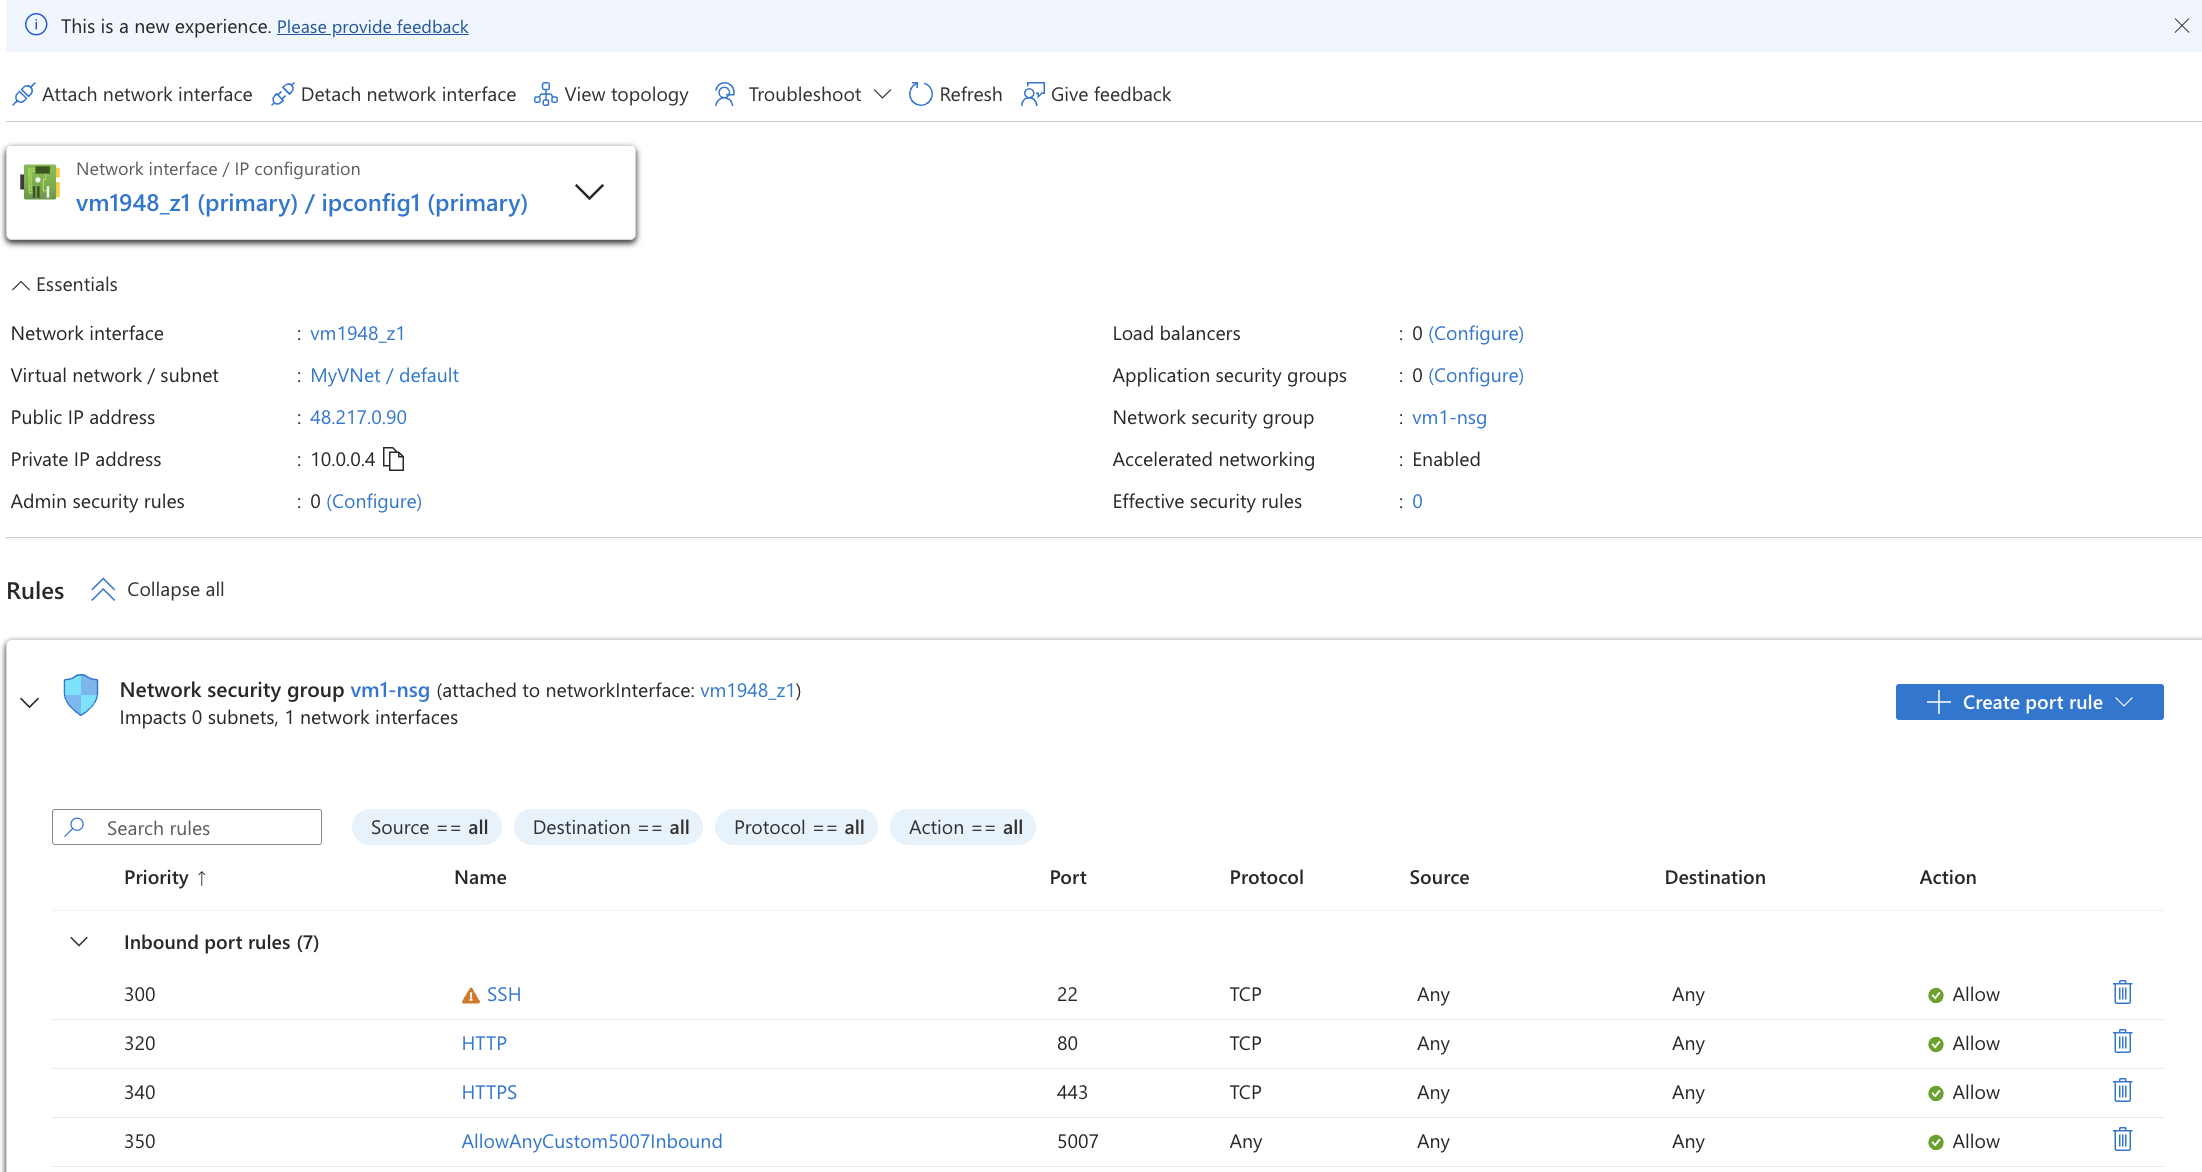 This is a new experience. Please provide feedback
Attach network interface Detach network interface View topology Troubleshoot Refresh Give feedback
Network interface / IP configuration
vm1948_z1 (primary) / ipconfig1 (primary)
Essentials
Network interface : vm1948_z1
Virtual network / subnet : MyVNet / default
Public IP address : 48.217.0.90
Private IP address : 10.0.0.4
Admin security rules : 0 (Configure)
Load balancers : 0 (Configure)
Application security groups : 0 (Configure)
Network security group : vm1-nsg
Accelerated networking : Enabled
Effective security rules : 0
Rules Collapse all
Network security group vm1-nsg (attached to networkInterface: vm1948_z1)
Impacts 0 subnets, 1 network interfaces
Create port rule
Search rules Source == all Destination == all Protocol == all Action == all
Priority ↑ Name Port Protocol Source Destination Action
Inbound port rules (7)
300 SSH 22 TCP Any Any Allow
320 HTTP 80 TCP Any Any Allow
340 HTTPS 443 TCP Any Any Allow
350 AllowAnyCustom5007Inbound 5007 Any Any Any Allow